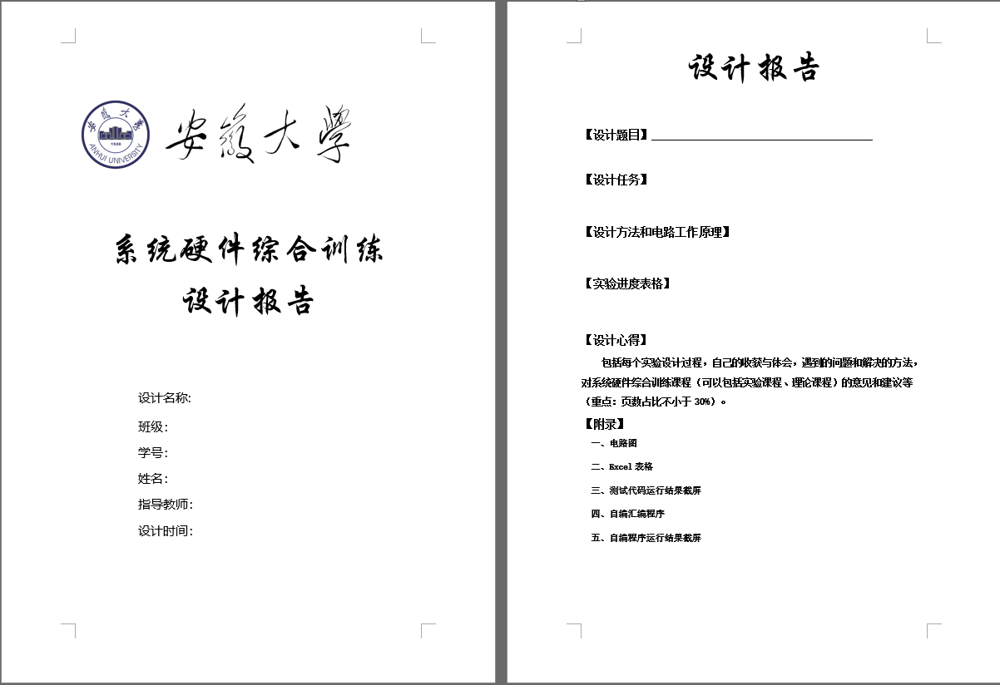 安徽大学
1928
ANHUI UNIVERSITY
安徽大學
系统硬件综合训练
设计报告
设计名称:
班级:
学号:
姓名:
指导教师:
设计时间:
设计报告
【设计题目】
【设计任务】
【设计方法和电路工作原理】
【实验进度表格】
【设计心得】
包括每个实验设计过程，自己的收获与体会，遇到的问题和解决的方法，
对系统硬件综合训练课程（可以包括实验课程、理论课程）的意见和建议等
（重点：页数占比不小于 30%）。
【附录】
一、电路图
二、Excel 表格
三、测试代码运行结果截屏
四、自编汇编程序
五、自编程序运行结果截屏